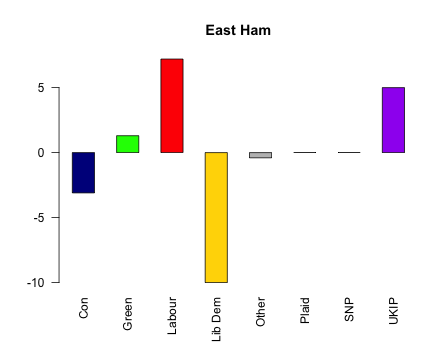 East Ham
5
0
-5
-10
Con
Green
Labour
Lib Dem
Other
Plaid
SNP
UKIP